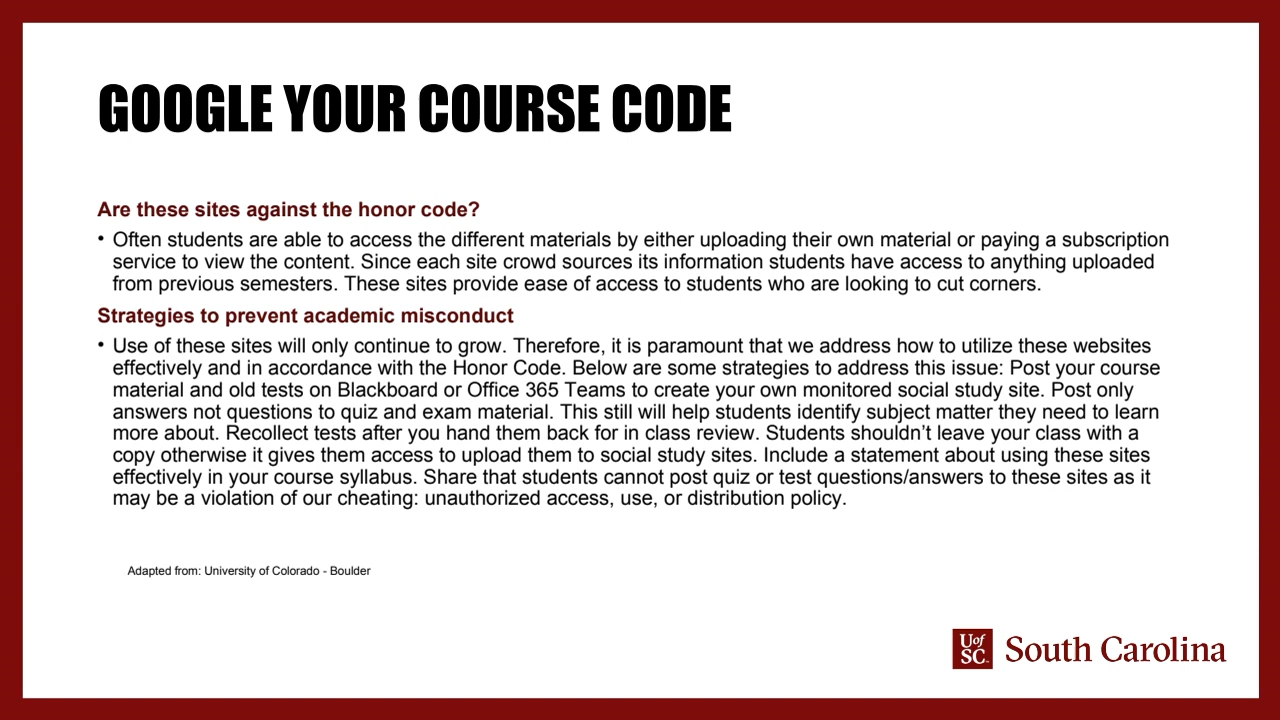 GOOGLE YOUR COURSE CODE
Are these sites against the honor code?
• Often students are able to access the different materials by either uploading their own material or paying a subscription
service to view the content. Since each site crowd sources its information students have access to anything uploaded
from previous semesters. These sites provide ease of access to students who are looking to cut corners.
Strategies to prevent academic misconduct
• Use of these sites will only continue to grow. Therefore, it is paramount that we address how to utilize these websites
effectively and in accordance with the Honor Code. Below are some strategies to address this issue: Post your course
material and old tests on Blackboard or Office 365 Teams to create your own monitored social study site. Post only
answers not questions to quiz and exam material. This still will help students identify subject matter they need to learn
more about. Recollect tests after you hand them back for in class review. Students shouldn’t leave your class with a
copy otherwise it gives them access to upload them to social study sites. Include a statement about using these sites
effectively in your course syllabus. Share that students cannot post quiz or test questions/answers to these sites as it
may be a violation of our cheating: unauthorized access, use, or distribution policy.
Adapted from: University of Colorado - Boulder
Uof
SC
South Carolina